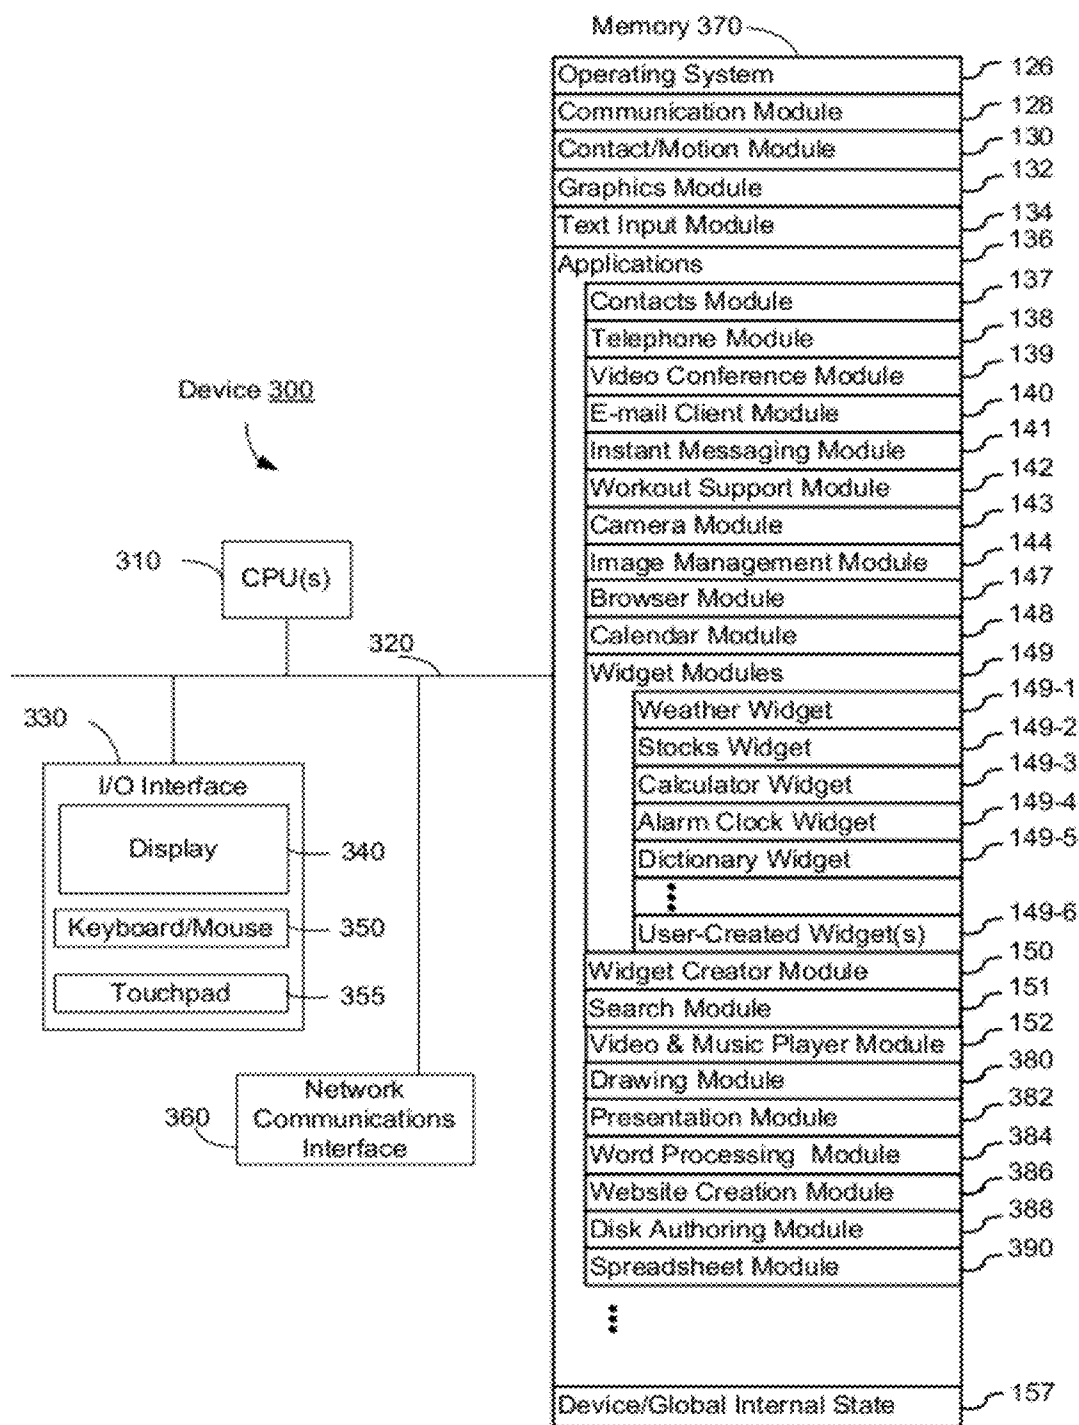 Memory 370
Operating System 126
Communication Module 128
Contact/Motion Module 130
Graphics Module 132
Text Input Module 134
Applications 136
Contacts Module 137
Telephone Module 138
Video Conference Module 139
E-mail Client Module 140
Instant Messaging Module 141
Workout Support Module 142
Camera Module 143
Image Management Module 144
Browser Module 147
Calendar Module 148
Widget Modules 149
Weather Widget 149-1
Stocks Widget 149-2
Calculator Widget 149-3
Alarm Clock Widget 149-4
Dictionary Widget 149-5
User-Created Widget(s) 149-6
Widget Creator Module 150
Search Module 151
Video & Music Player Module 152
Drawing Module 380
Presentation Module 382
Word Processing Module 384
Website Creation Module 386
Disk Authoring Module 388
Spreadsheet Module 390
Device/Global Internal State 157
Device 300
310
CPU(s)
320
330
I/O Interface
Display 340
Keyboard/Mouse 350
Touchpad 355
360
Network
Communications
Interface